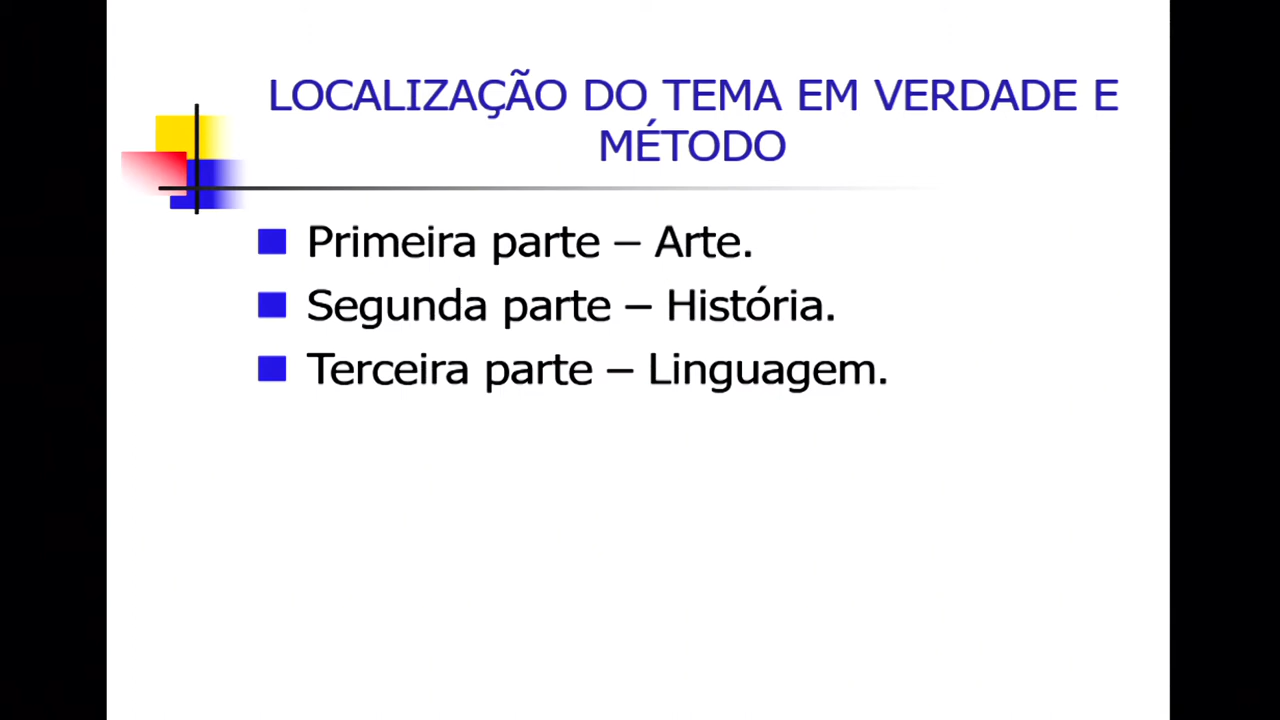 LOCALIZAÇÃO DO TEMA EM VERDADE E
MÉTODO
Primeira parte – Arte.
Segunda parte – História.
Terceira parte – Linguagem.